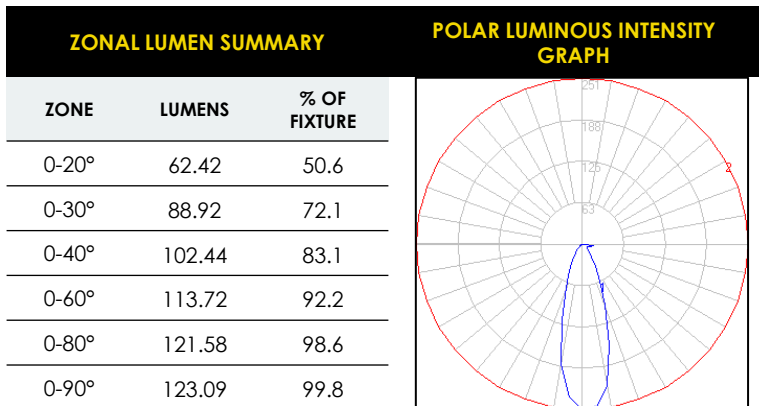 ZONAL LUMEN SUMMARY
POLAR LUMINOUS INTENSITY
GRAPH
ZONE LUMENS % OF
FIXTURE
0-20° 62.42 50.6
0-30° 88.92 72.1
0-40° 102.44 83.1
0-60° 113.72 92.2
0-80° 121.58 98.6
0-90° 123.09 99.8
251
188
125
63
2